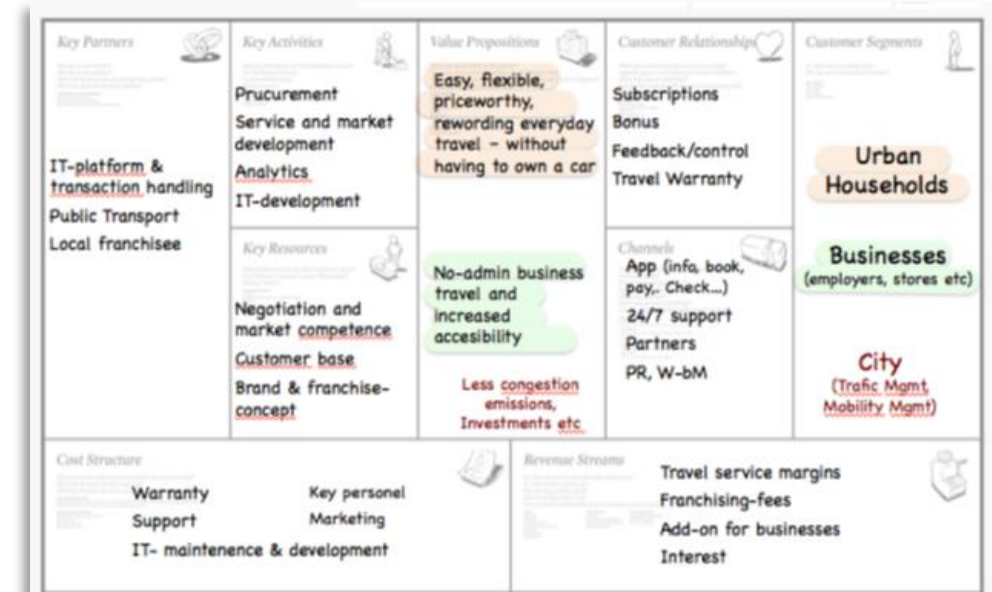 Key Partners
IT-platform &
transaction handling
Public Transport
Local franchisee
Key Activities
Prucurement
Service and market
development
Analytics
IT-development
Key Resources
Negotiation and
market competence
Customer base
Brand & franchise-
concept
Value Propositions
Easy, flexible,
priceworthy,
rewording everyday
travel - without
having to own a car
No-admin business
travel and
increased
accesibility
Less congestion
emissions,
Investments etc
Customer Relationships
Subscriptions
Bonus
Feedback/control
Travel Warranty
Channels
App (info, book,
pay,. Check...)
24/7 support
Partners
PR, W-bM
Customer Segments
Urban
Households
Businesses
(employers, stores etc)
City
(Trafic Mgmt,
Mobility Mgmt)
Cost Structure
Warranty
Key personel
Support
Marketing
IT- maintenence & development
Revenue Streams
Travel service margins
Franchising-fees
Add-on for businesses
Interest